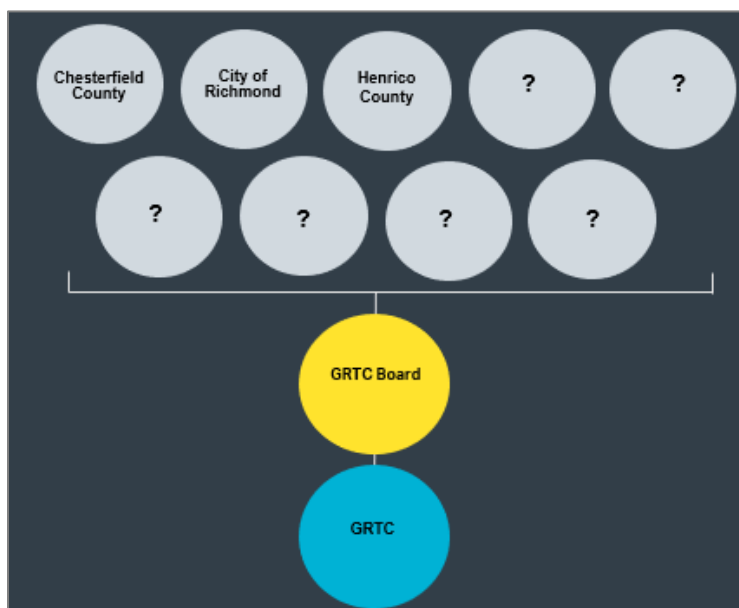 Chesterfield
County
City of
Richmond
Henrico
County
?
?
?
?
?
?
GRTC Board
GRTC